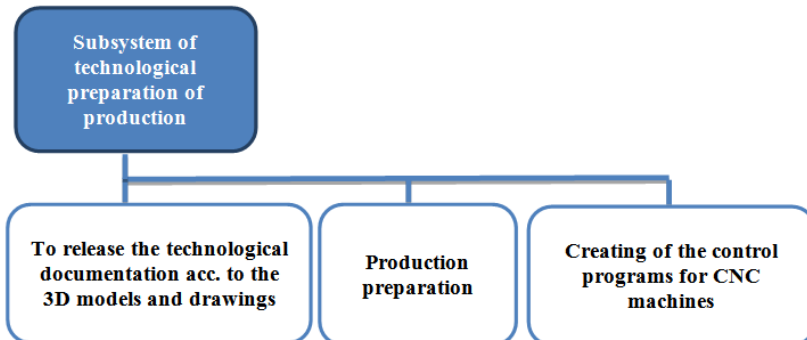 Subsystem of
technological
preparation of
production
To release the technological
documentation acc. to the
3D models and drawings
Production
preparation
Creating of the control
programs for CNC
machines